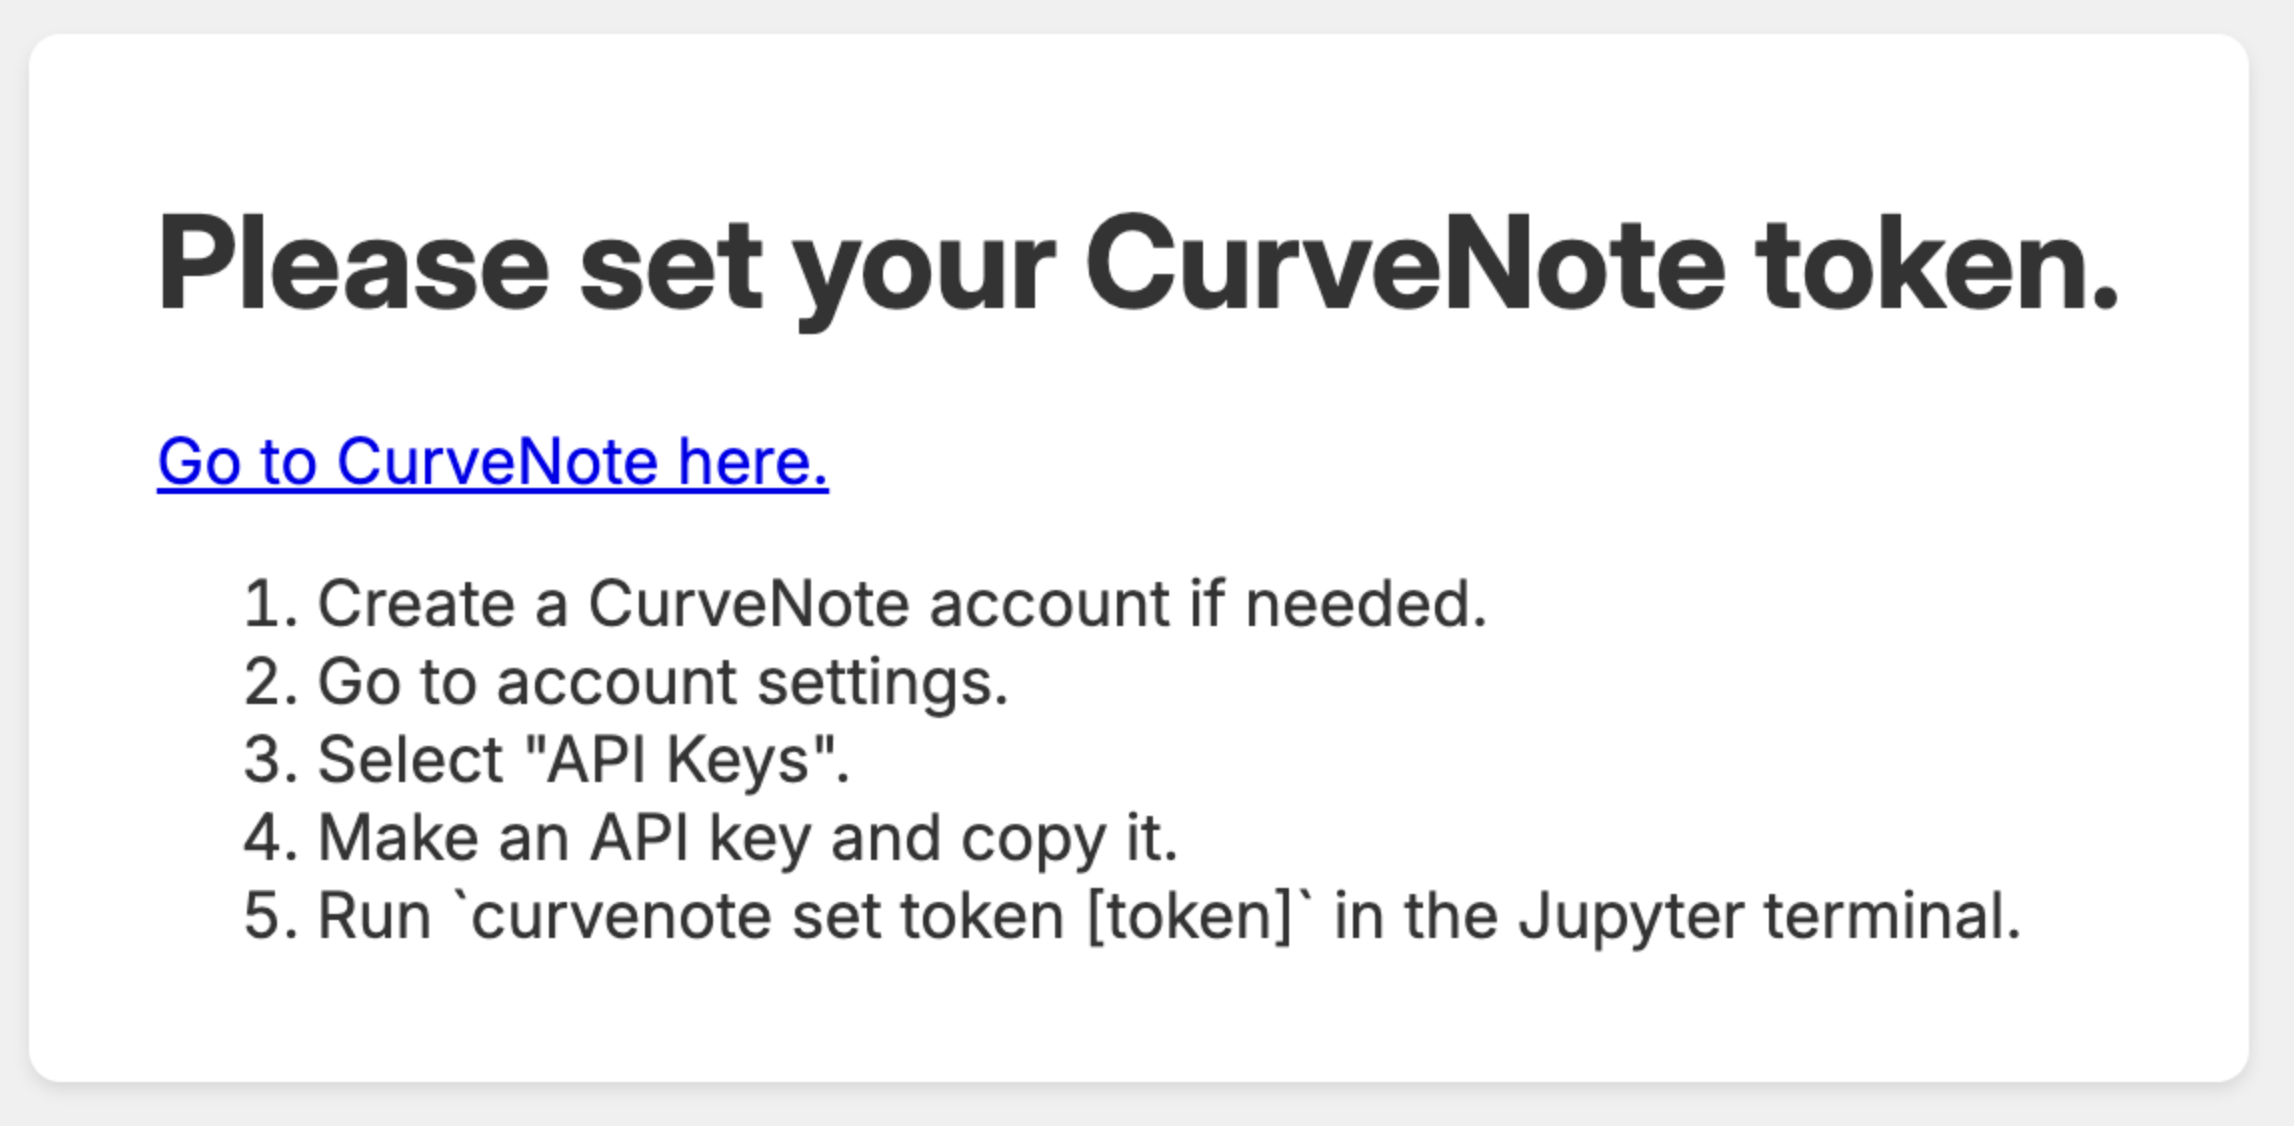 Please set your CurveNote token.
Go to CurveNote here.
1. Create a CurveNote account if needed.
2. Go to account settings.
3. Select "API Keys".
4. Make an API key and copy it.
5. Run `curvenote set token [token]` in the Jupyter terminal.